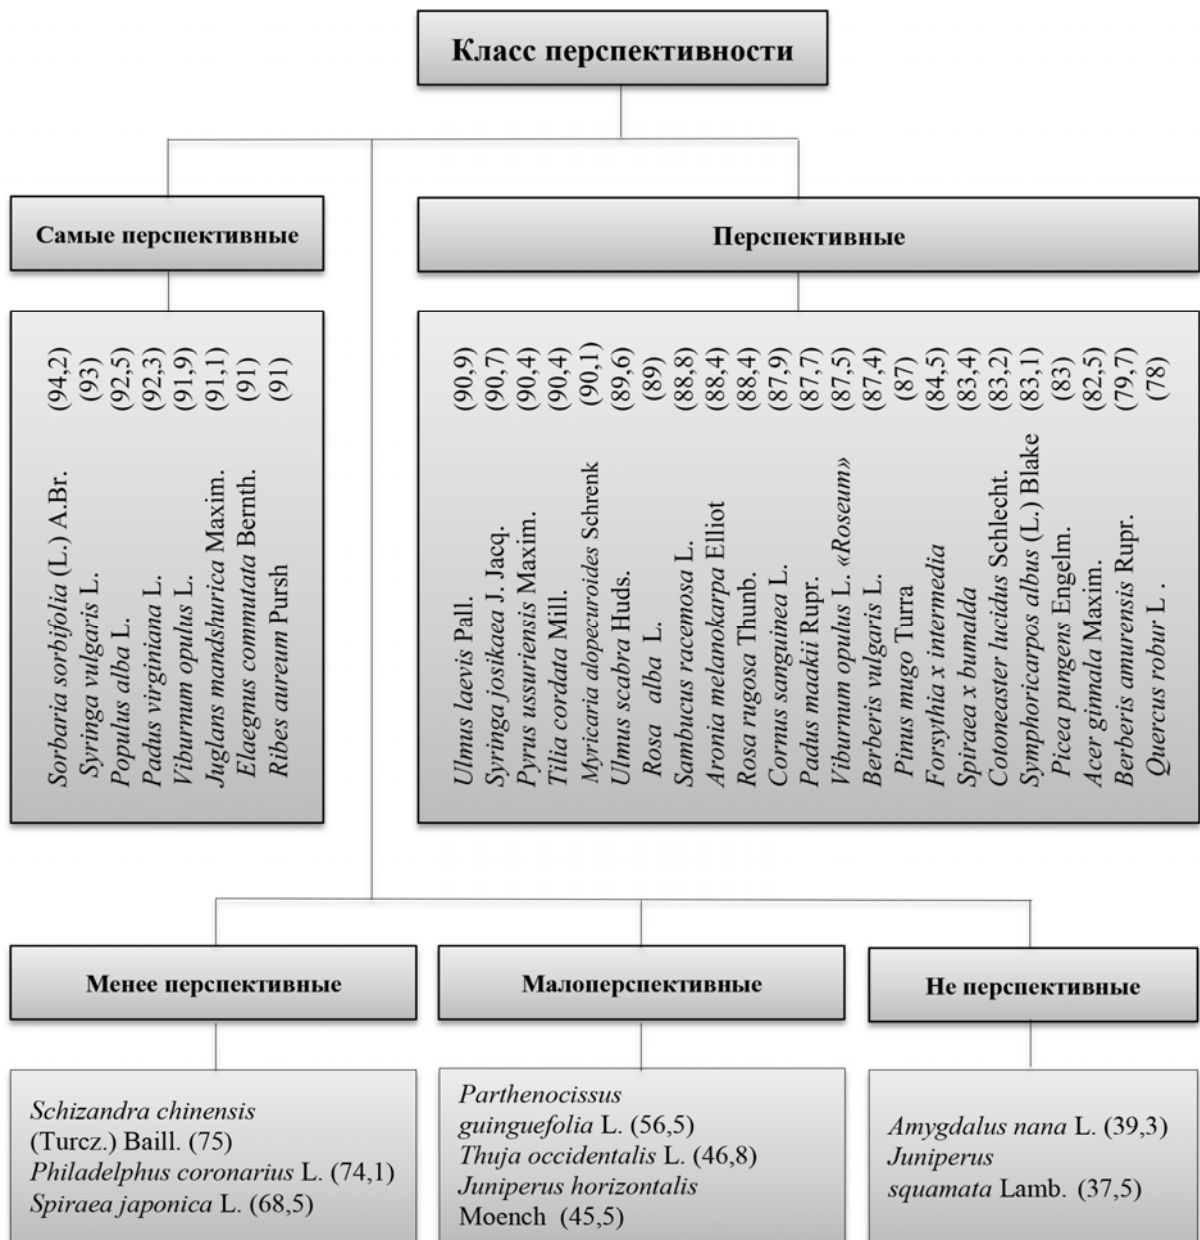 Класс перспективности
Самые перспективные
Sorbaria sorbifolia (L.) A.Br. (94,2)
Syringa vulgaris L. (93)
Populus alba L. (92,5)
Padus virginiana L. (92,3)
Viburnum opulus L. (91,9)
Juglans mandshurica Maxim. (91,1)
Elaegnus commutata Bernth. (91)
Ribes aureum Pursh (91)
Перспективные
Ulmus laevis Pall. (90,9)
Syringa josikaea J. Jacq. (90,7)
Pyrus ussuriensis Maxim. (90,4)
Tilia cordata Mill. (90,4)
Myricaria alopecuroides Schrenk (90,1)
Ulmus scabra Huds. (89,6)
Rosa alba L. (89)
Sambucus racemosa L. (88,8)
Aronia melanokarpa Elliot (88,4)
Rosa rugosa Thunb. (88,4)
Cornus sanguinea L. (87,9)
Padus maakii Rupr. (87,7)
Viburnum opulus L. «Roseum» (87,5)
Berberis vulgaris L. (87,4)
Pinus mugo Turra (87)
Forsythia x intermedia (84,5)
Spiraea x bumalda (83,4)
Cotoneaster lucidus Schlecht. (83,2)
Symphoricarpos albus (L.) Blake (83,1)
Picea pungens Engelm. (83)
Acer ginnala Maxim. (82,5)
Berberis amurensis Rupr. (79,7)
Quercus robur L . (78)
Менее перспективные
Schizandra chinensis
(Turcz.) Baill. (75)
Philadelphus coronarius L. (74,1)
Spiraea japonica L. (68,5)
Малоперспективные
Parthenocissus
guinguefolia L. (56,5)
Thuja occidentalis L. (46,8)
Juniperus horizontalis
Moench (45,5)
Не перспективные
Amygdalus nana L. (39,3)
Juniperus
squamata Lamb. (37,5)